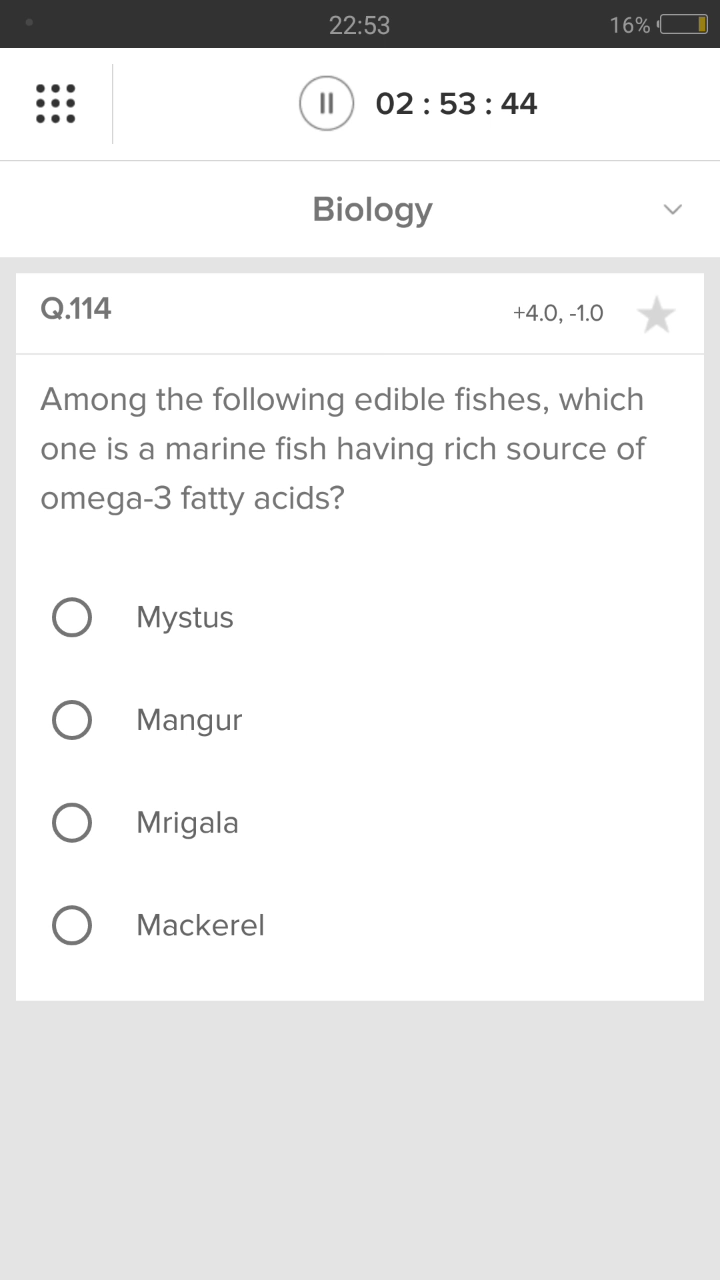 22:53
16%
02 : 53 : 44
Biology
Q.114
+4.0, -1.0
Among the following edible fishes, which
one is a marine fish having rich source of
omega-3 fatty acids?
Mystus
Mangur
Mrigala
Mackerel